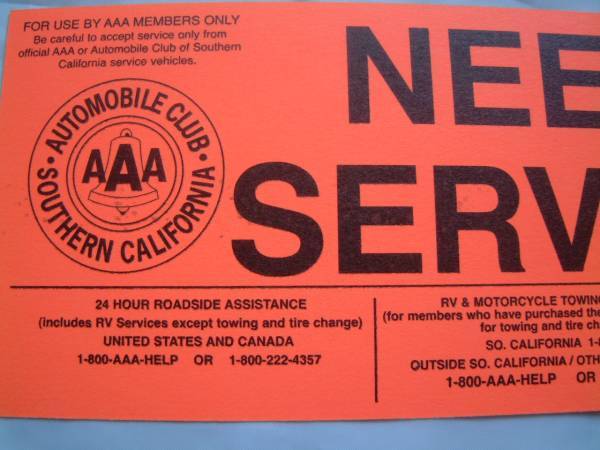 FOR USE BY AAA MEMBERS ONLY
Be careful to accept service only from
official AAA or Automobile Club of Southern
California service vehicles.
AUTOMOBILE CLUB
AAA
SOUTHERN CALIFORNIA
NEE
SERV
24 HOUR ROADSIDE ASSISTANCE
(includes RV Services except towing and tire change)
UNITED STATES AND CANADA
1-800-AAA-HELP OR 1-800-222-4357
RV & MOTORCYCLE TOWING
(for members who have purchased the
for towing and tire ch
SO. CALIFORNIA 1-8
OUTSIDE SO. CALIFORNIA / OTH
1-800-AAA-HELP OR